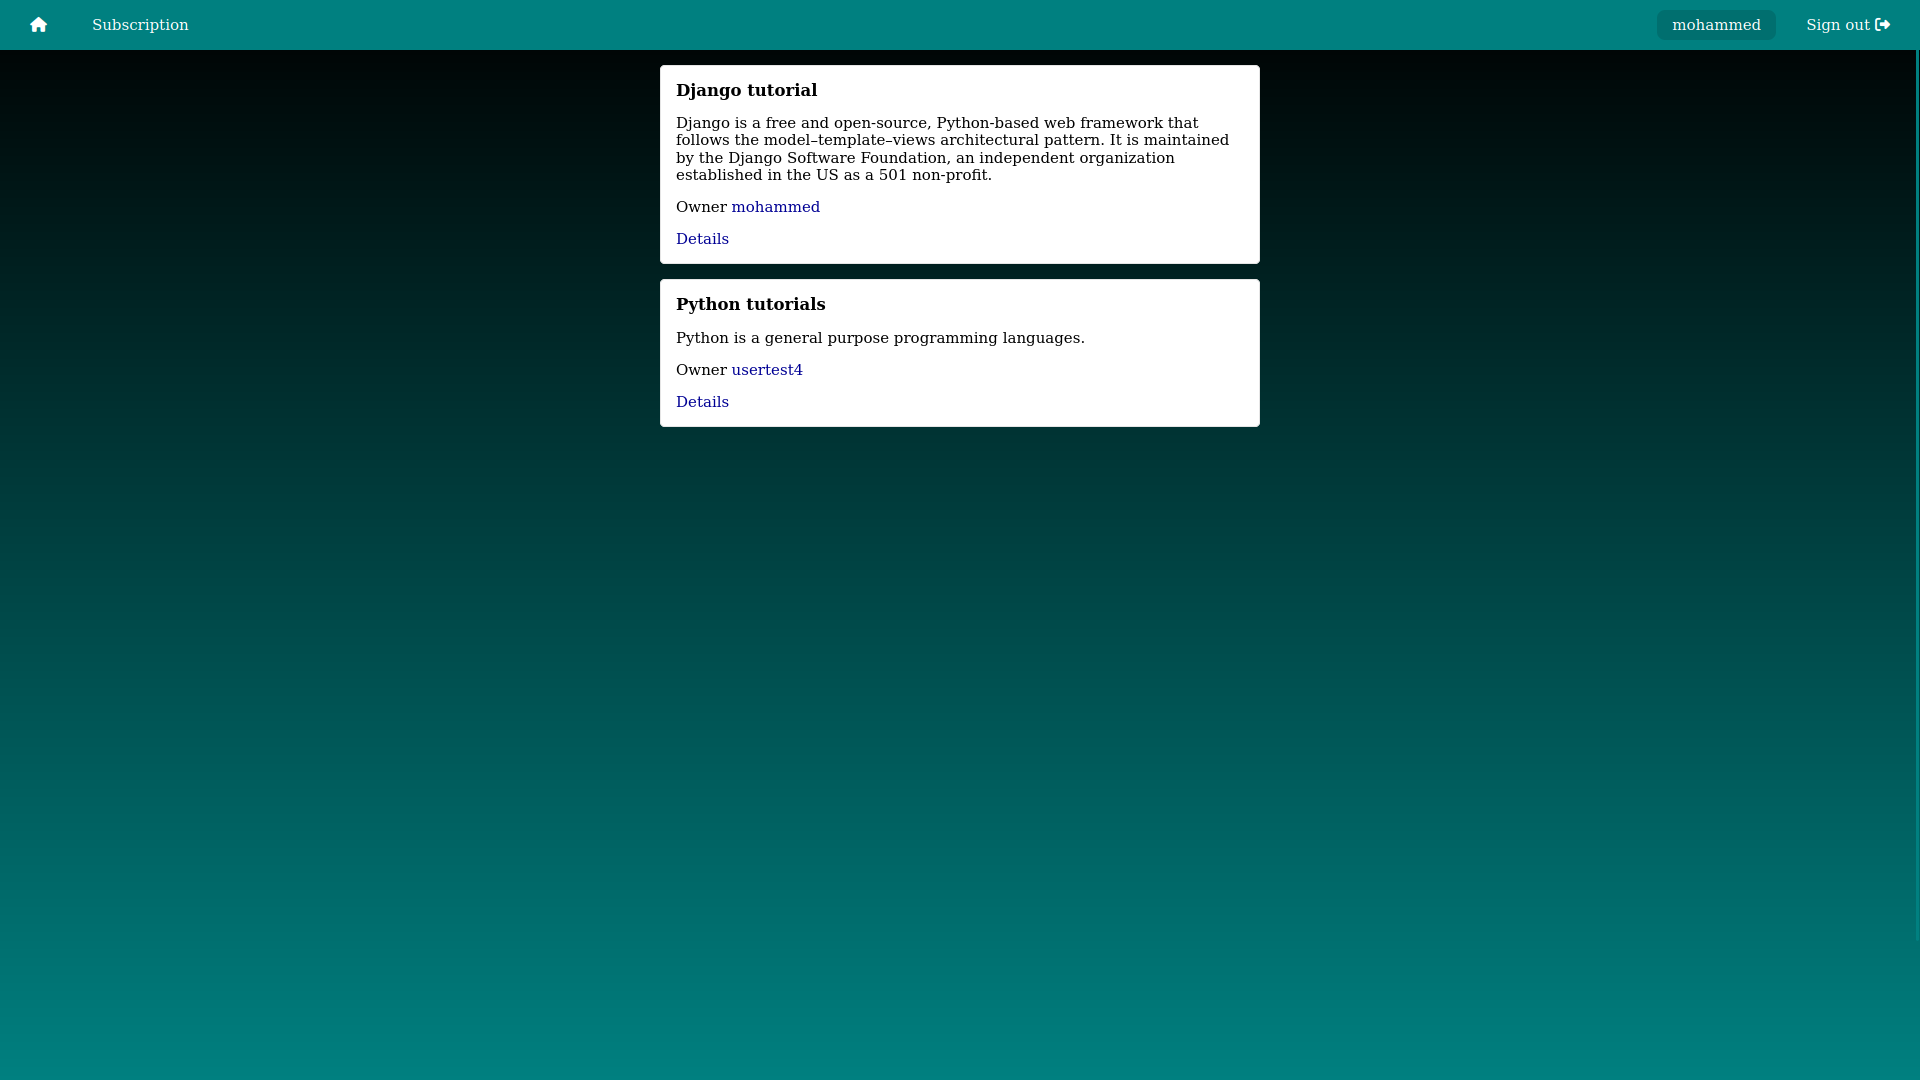 Subscription
mohammed
Sign out
Django tutorial
Django is a free and open-source, Python-based web framework that
follows the model–template–views architectural pattern. It is maintained
by the Django Software Foundation, an independent organization
established in the US as a 501 non-profit.
Owner mohammed
Details
Python tutorials
Python is a general purpose programming languages.
Owner usertest4
Details